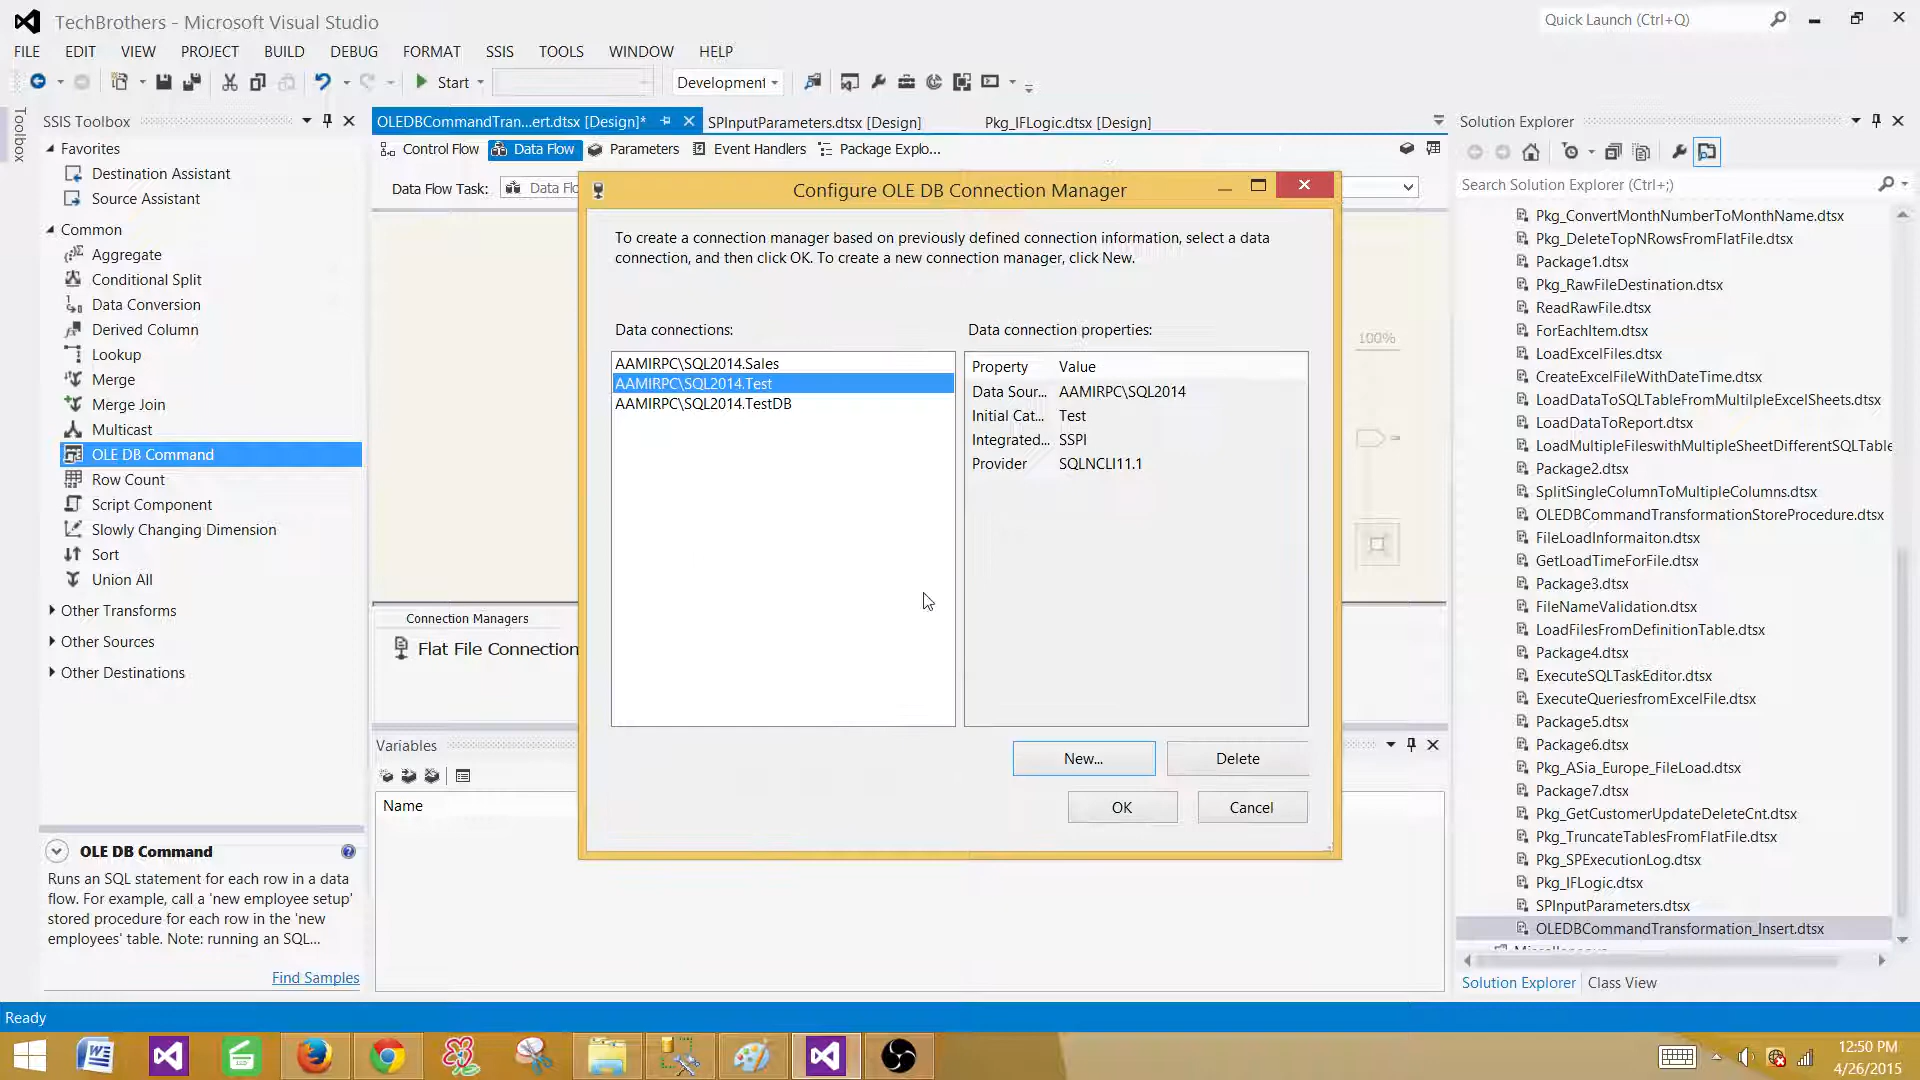 TechBrothers - Microsoft Visual Studio
Quick Launch (Ctrl+Q)
FILE EDIT VIEW PROJECT BUILD DEBUG FORMAT SSIS TOOLS WINDOW HELP
Start
Development
Toolbox
SSIS Toolbox
Favorites
Destination Assistant
Source Assistant
Common
Aggregate
Conditional Split
Data Conversion
Derived Column
Lookup
Merge
Merge Join
Multicast
OLE DB Command
Row Count
Script Component
Slowly Changing Dimension
Sort
Union All
Other Transforms
Other Sources
Other Destinations
OLE DB Command
Runs an SQL statement for each row in a data
flow. For example, call a 'new employee setup'
stored procedure for each row in the 'new
employees' table. Note: running an SQL...
Find Samples
OLEDBCommandTran...ert.dtsx [Design]*
SPInputParameters.dtsx [Design]
Pkg_IFLogic.dtsx [Design]
Control Flow
Data Flow
Parameters
Event Handlers
Package Explo...
Data Flow Task:
Data Flo
100%
Connection Managers
Flat File Connection
Variables
Name
Configure OLE DB Connection Manager
To create a connection manager based on previously defined connection information, select a data
connection, and then click OK. To create a new connection manager, click New.
Data connections:
AAMIRPC\SQL2014.Sales
AAMIRPC\SQL2014.Test
AAMIRPC\SQL2014.TestDB
Data connection properties:
Property Value
Data Sour... AAMIRPC\SQL2014
Initial Cat... Test
Integrated... SSPI
Provider SQLNCLI11.1
New...
Delete
OK
Cancel
Solution Explorer
Search Solution Explorer (Ctrl+;)
Pkg_ConvertMonthNumberToMonthName.dtsx
Pkg_DeleteTopNRowsFromFlatFile.dtsx
Package1.dtsx
Pkg_RawFileDestination.dtsx
ReadRawFile.dtsx
ForEachItem.dtsx
LoadExcelFiles.dtsx
CreateExcelFileWithDateTime.dtsx
LoadDataToSQLTableFromMultilpleExcelSheets.dtsx
LoadDataToReport.dtsx
LoadMultipleFileswithMultipleSheetDifferentSQLTable
Package2.dtsx
SplitSingleColumnToMultipleColumns.dtsx
OLEDBCommandTransformationStoreProcedure.dtsx
FileLoadInformaiton.dtsx
GetLoadTimeForFile.dtsx
Package3.dtsx
FileNameValidation.dtsx
LoadFilesFromDefinitionTable.dtsx
Package4.dtsx
ExecuteSQLTaskEditor.dtsx
ExecuteQueriesfromExcelFile.dtsx
Package5.dtsx
Package6.dtsx
Pkg_ASia_Europe_FileLoad.dtsx
Package7.dtsx
Pkg_GetCustomerUpdateDeleteCnt.dtsx
Pkg_TruncateTablesFromFlatFile.dtsx
Pkg_SPExecutionLog.dtsx
Pkg_IFLogic.dtsx
SPInputParameters.dtsx
OLEDBCommandTransformation_Insert.dtsx
Solution Explorer
Class View
Ready
12:50 PM
4/26/2015